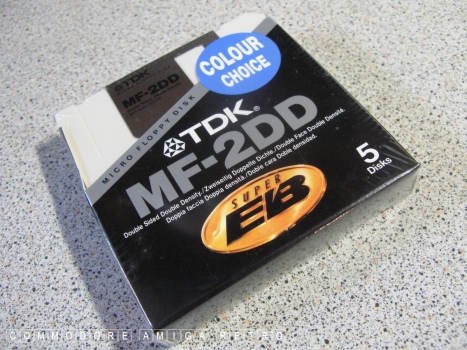 COLOUR
CHOICE
TDK
MF-2DD
MICRO FLOPPY DISK
TDK®
MF-2DD
Double Sided Double Density./Zweiseitig Doppelte Dichte./Double Face Double Densité.
Doppia faccia Doppia densità./Doble cara Doble densidad.
5
Disks
SUPER
EB
COMMODORE AMIGA RETRO